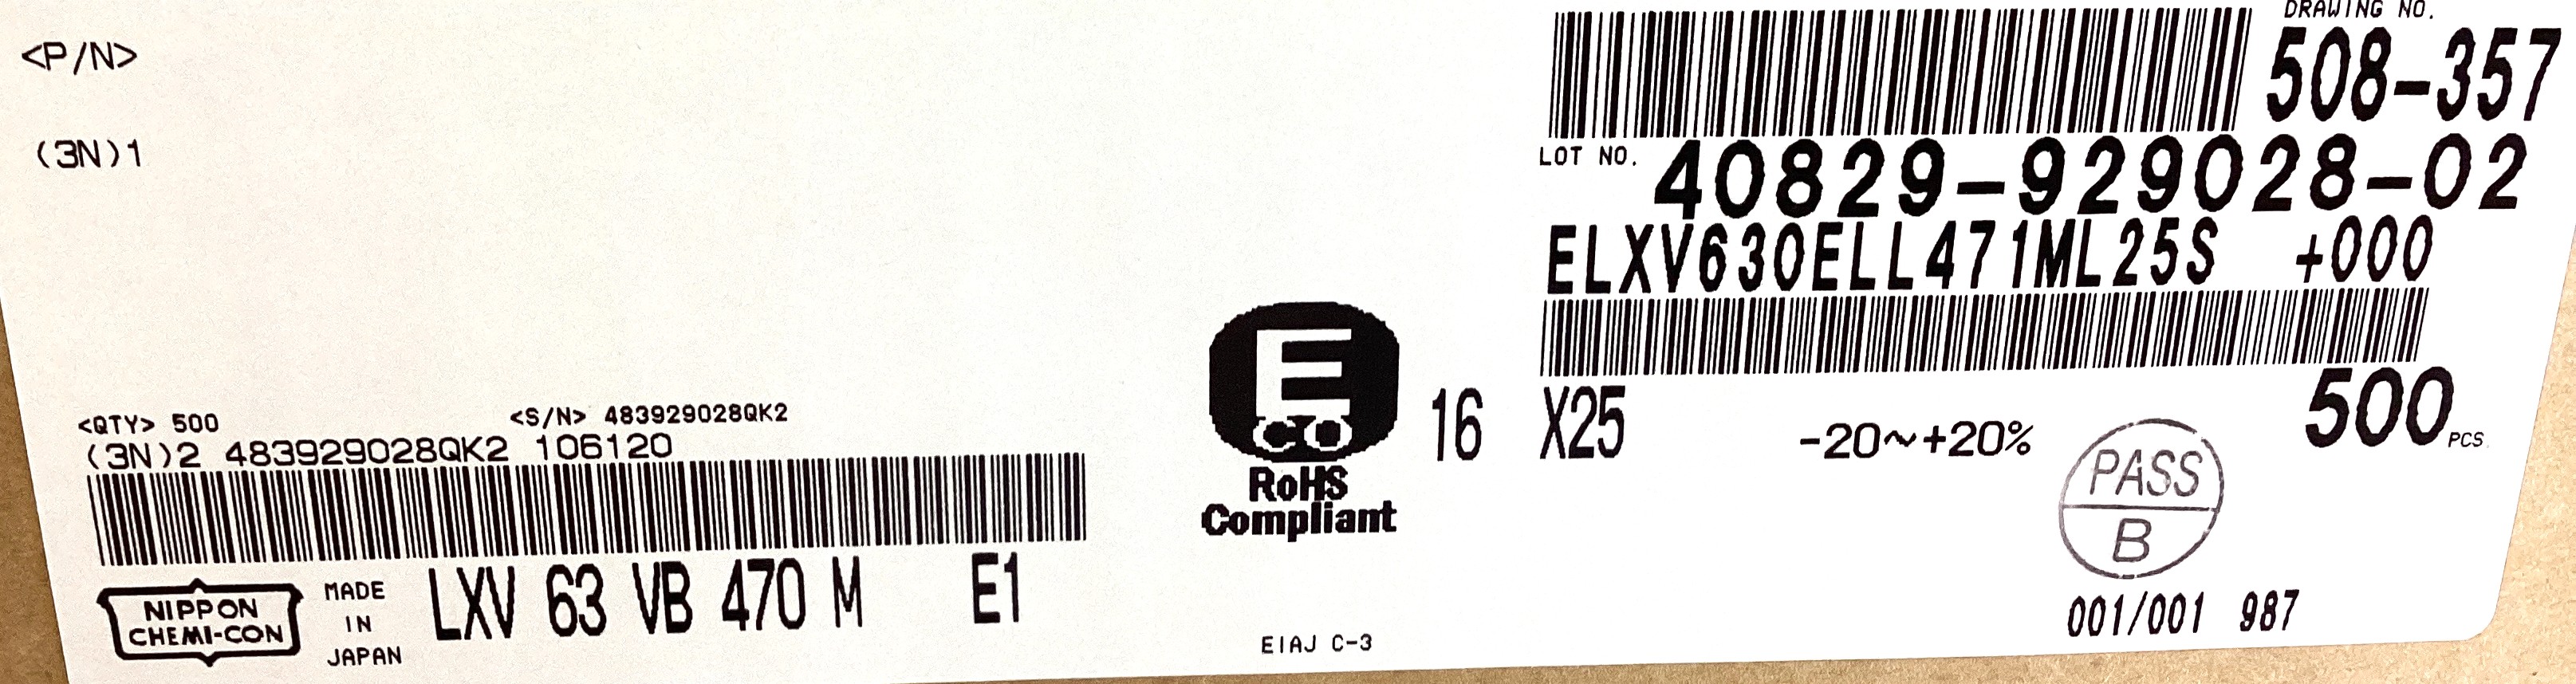 <P/N>
(3N)1
<QTY> 500 <S/N> 483929028QK2
(3N)2 483929028QK2 106120
NIPPON
CHEMI-CON
MADE
IN
JAPAN
LXV 63 VB 470 M E1
E
CO
RoHS
Compliant
EIAJ C-3
DRAWING NO.
508-357
LOT NO. 40829-929028-02
ELXV630ELL471ML25S +000
16 X25 -20~+20% 500 PCS
PASS
B
001/001 987